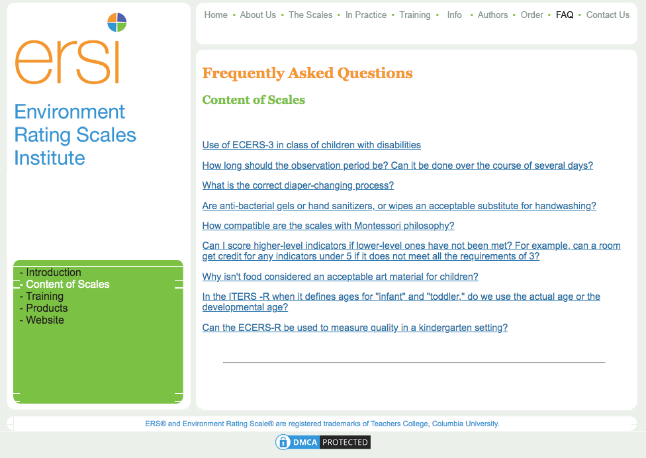 ersi
Environment
Rating Scales
Institute
Home • About Us • The Scales • In Practice • Training • Info • Authors • Order • FAQ • Contact Us
Frequently Asked Questions
Content of Scales
Use of ECERS-3 in class of children with disabilities
How long should the observation period be? Can it be done over the course of several days?
What is the correct diaper-changing process?
Are anti-bacterial gels or hand sanitizers, or wipes an acceptable substitute for handwashing?
How compatible are the scales with Montessori philosophy?
Can I score higher-level indicators if lower-level ones have not been met? For example, can a room
get credit for any indicators under 5 if it does not meet all the requirements of 3?
Why isn't food considered an acceptable art material for children?
In the ITERS -R when it defines ages for "infant" and "toddler," do we use the actual age or the
developmental age?
Can the ECERS-R be used to measure quality in a kindergarten setting?
- Introduction
- Content of Scales
- Training
- Products
- Website
ERS® and Environment Rating Scale® are registered trademarks of Teachers College, Columbia University.
DMCA PROTECTED